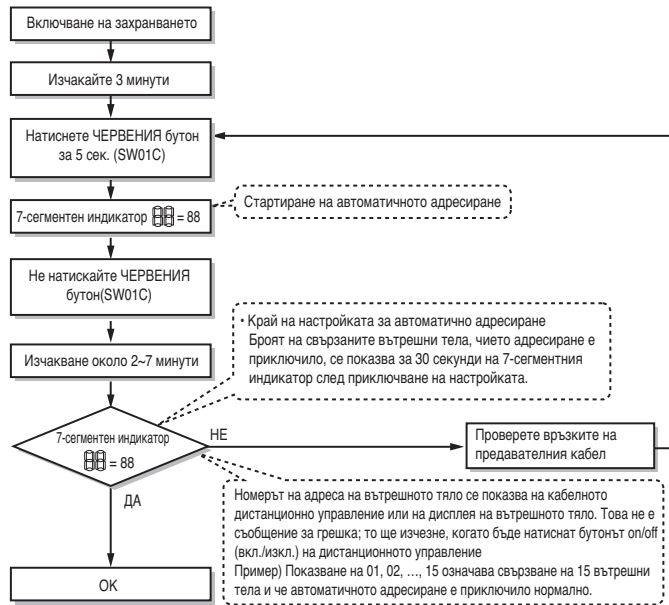 Включване на захранването
Изчакайте 3 минути
Натиснете ЧЕРВЕНИЯ бутон
за 5 сек. (SW01C)
7-сегментен индикатор 88 = 88
Стартиране на автоматичното адресиране
Не натискайте ЧЕРВЕНИЯ
бутон(SW01C)
• Край на настройката за автоматично адресиране
Броят на свързаните вътрешни тела, чието адресиране е
приключило, се показва за 30 секунди на 7-сегментния
индикатор след приключване на настройката.
Изчакване около 2~7 минути
7-сегментен индикатор
88 = 88
НЕ
Проверете връзките на
предавателния кабел
ДА
Номерът на адреса на вътрешното тяло се показва на кабелното
дистанционно управление или на дисплея на вътрешното тяло. Това не е
съобщение за грешка; то ще изчезне, когато бъде натиснат бутонът on/off
(вкл./изкл.) на дистанционното управление
Пример) Показване на 01, 02, ..., 15 означава свързване на 15 вътрешни
тела и че автоматичното адресиране е приключило нормално.
OK